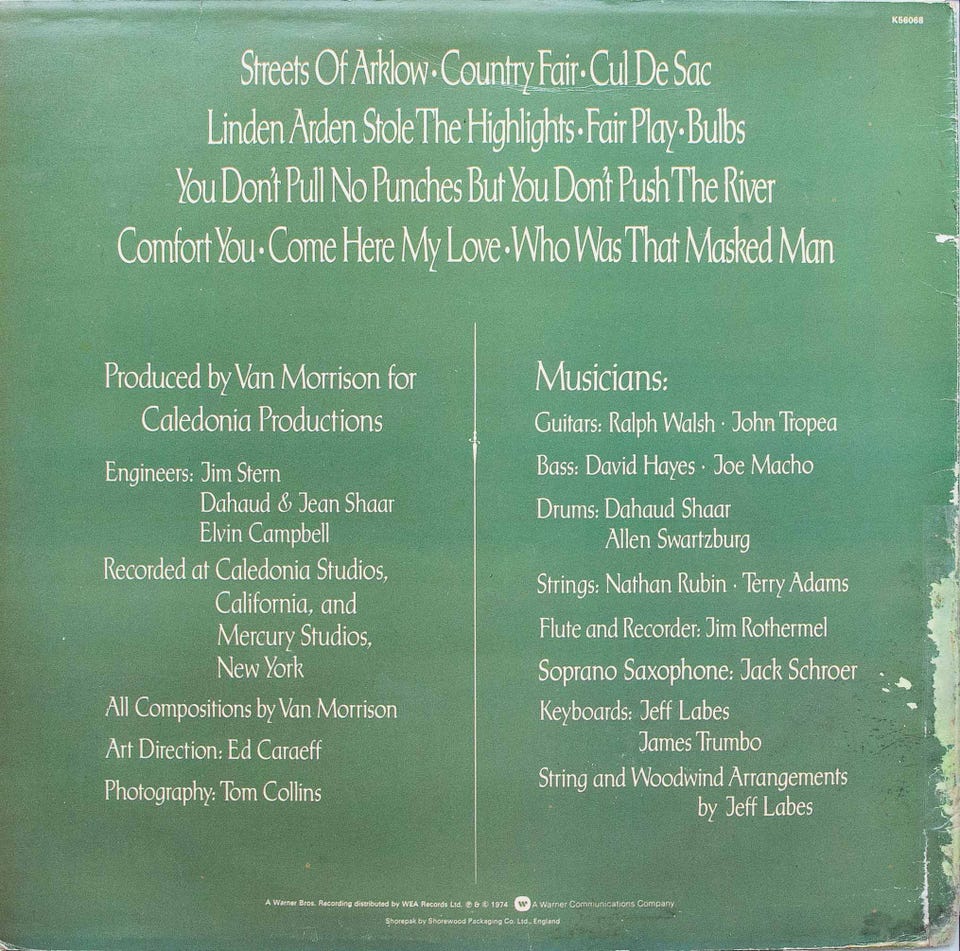 K56068
Streets Of Arklow · Country Fair · Cul De Sac
Linden Arden Stole The Highlights · Fair Play · Bulbs
You Don't Pull No Punches But You Don't Push The River
Comfort You · Come Here My Love · Who Was That Masked Man
Produced by Van Morrison for
Caledonia Productions
Engineers: Jim Stern
Dahaud & Jean Shaar
Elvin Campbell
Recorded at Caledonia Studios,
California, and
Mercury Studios,
New York
All Compositions by Van Morrison
Art Direction: Ed Caraeff
Photography: Tom Collins
Musicians:
Guitars: Ralph Walsh · John Tropea
Bass: David Hayes · Joe Macho
Drums: Dahaud Shaar
Allen Swartzburg
Strings: Nathan Rubin · Terry Adams
Flute and Recorder: Jim Rothermel
Soprano Saxophone: Jack Schroer
Keyboards: Jeff Labes
James Trumbo
String and Woodwind Arrangements
by Jeff Labes
A Warner Bros. Recording distributed by WEA Records Ltd. ℗ & © 1974 W A Warner Communications Company
Shorepak by Shorewood Packaging Co. Ltd., England